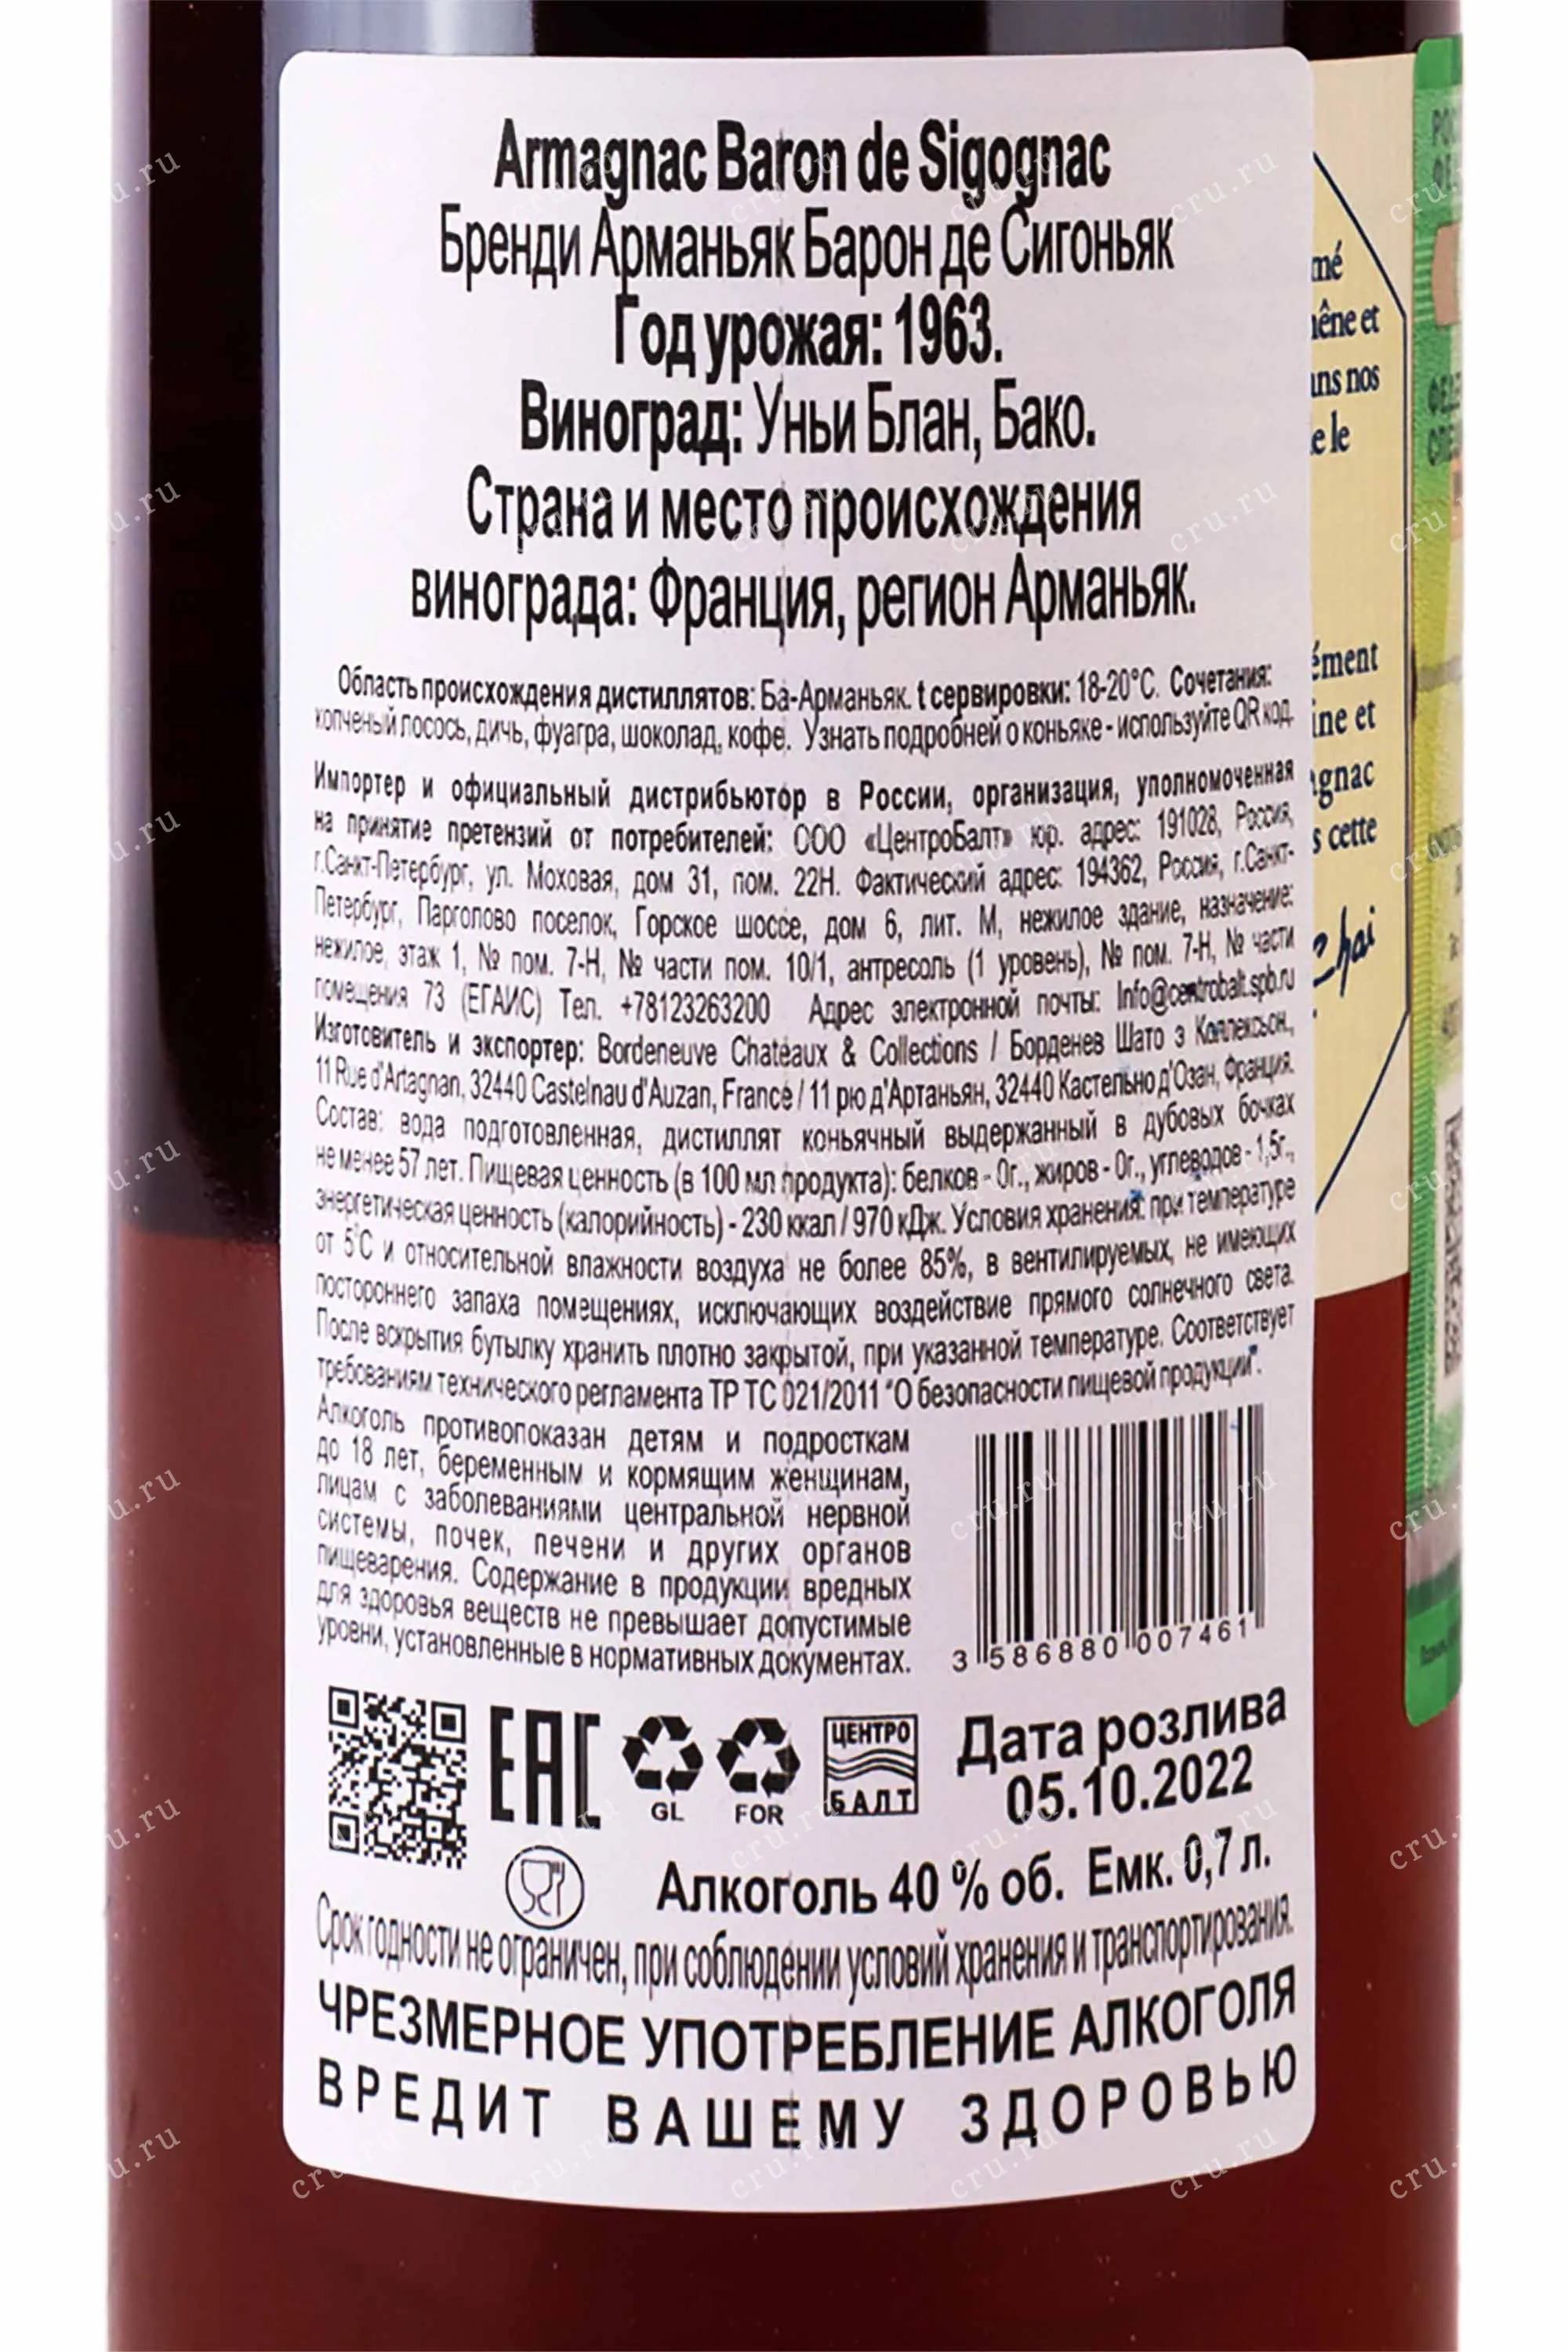 Armagnac Baron de Sigognac
Бренди Арманьяк Барон де Сигоньяк
Год урожая: 1963.
Виноград: Уньи Блан, Бако.
Страна и место происхождения
винограда: Франция, регион Арманьяк.
Область происхождения дистиллятов: Ба-Арманьяк. t сервировки: 18-20°C. Сочетания:
копченый лосось, дичь, фуагра, шоколад, кофе. Узнать подробней о коньяке - используйте QR код.
Импортер и официальный дистрибьютор в России, организация, уполномоченная
на принятие претензий от потребителей: ООО «ЦентроБалт» юр. адрес: 191028, Россия,
г.Санкт-Петербург, ул. Моховая, дом 31, пом. 22Н. Фактический адрес: 194362, Россия, г.Санкт-
Петербург, Парголово поселок, Горское шоссе, дом 6, лит. М, нежилое здание, назначение:
нежилое, этаж 1, № пом. 7-Н, № части пом. 10/1, антресоль (1 уровень), № пом. 7-Н, № части
помещения 73 (ЕГАИС) Тел. +78123263200 Адрес электронной почты: Info@centrobalt.spb.ru
Изготовитель и экспортер: Bordeneuve Chateaux & Collections / Борденев Шато э Коллексьон.,
11 Rue d'Artagnan, 32440 Castelnau d'Auzan, France / 11 рю д'Артаньян, 32440 Кастельно д'Озан, Франция.
Состав: вода подготовленная, дистиллят коньячный выдержанный в дубовых бочках
не менее 57 лет. Пищевая ценность (в 100 мл продукта): белков - 0г., жиров - 0г., углеводов - 1,5г.,
энергетическая ценность (калорийность) - 230 ккал / 970 кДж. Условия хранения: при температуре
от 5°С и относительной влажности воздуха не более 85%, в вентилируемых, не имеющих
постороннего запаха помещениях, исключающих воздействие прямого солнечного света.
После вскрытия бутылку хранить плотно закрытой, при указанной температуре. Соответствует
требованиям технического регламента ТР ТС 021/2011 "О безопасности пищевой продукции".
Алкоголь противопоказан детям и подросткам
до 18 лет, беременным и кормящим женщинам,
лицам с заболеваниями центральной нервной
системы, почек, печени и других органов
пищеварения. Содержание в продукции вредных
для здоровья веществ не превышает допустимые
уровни, установленные в нормативных документах.
3 586880 007461
EAC
GL
FOR
ЦЕНТРО
БАЛТ
Дата розлива
05.10.2022
Алкоголь 40 % об. Емк. 0,7 л.
Срок годности не ограничен, при соблюдении условий хранения и транспортирования.
ЧРЕЗМЕРНОЕ УПОТРЕБЛЕНИЕ АЛКОГОЛЯ
ВРЕДИТ ВАШЕМУ ЗДОРОВЬЮ
et
nos
le
et
cette
cru.ru